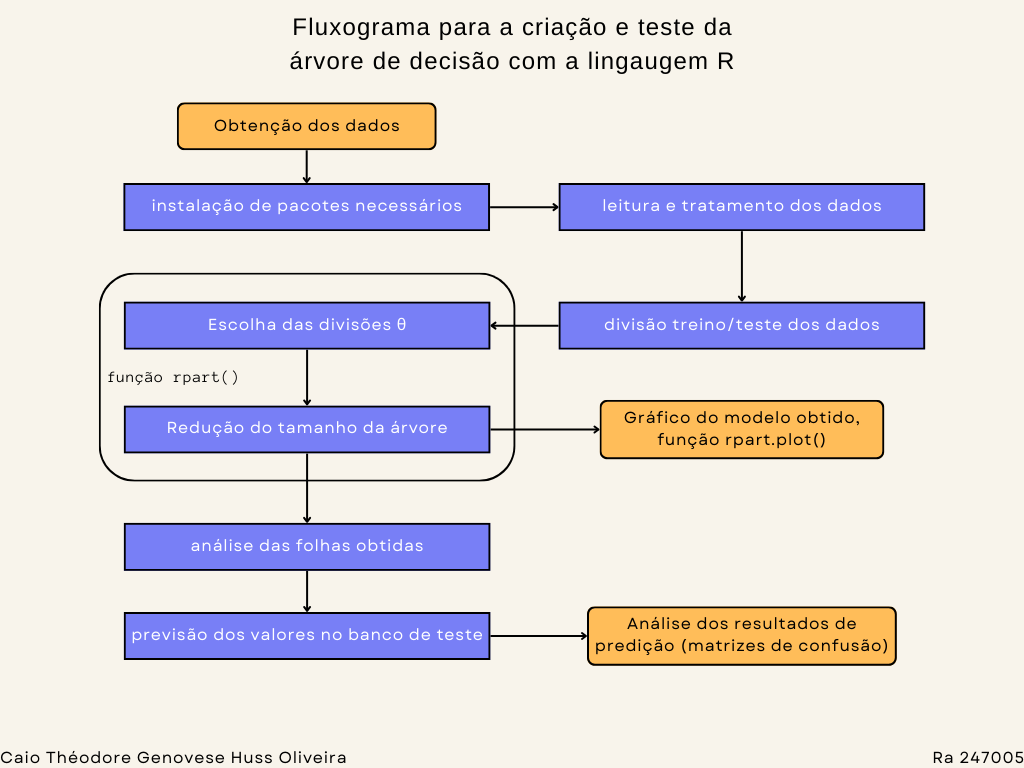 Fluxograma para a criação e teste da
árvore de decisão com a lingaugem R
Obtenção dos dados
instalação de pacotes necessários
leitura e tratamento dos dados
Escolha das divisões θ
divisão treino/teste dos dados
função rpart()
Redução do tamanho da árvore
Gráfico do modelo obtido,
função rpart.plot()
análise das folhas obtidas
previsão dos valores no banco de teste
Análise dos resultados de
predição (matrizes de confusão)
Caio Théodore Genovese Huss Oliveira
Ra 247005